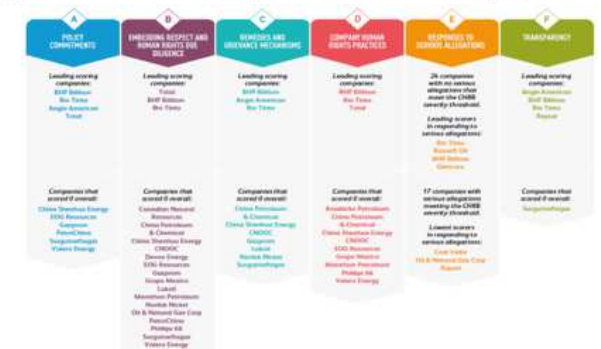 A
POLICY
COMMITMENTS
Leading scoring
companies:
BHP Billiton
Rio Tinto
Anglo American
Total
Companies that
scored 0 overall:
China Shenhua Energy
EOG Resources
Gazprom
PetroChina
Surgutneftegas
Valero Energy
B
EMBEDDING RESPECT AND
HUMAN RIGHTS DUE
DILIGENCE
Leading scoring
companies:
Total
BHP Billiton
Rio Tinto
Companies that
scored 0 overall:
Canadian Natural
Resources
China Petroleum
& Chemical
China Shenhua Energy
CNOOC
Devon Energy
EOG Resources
Gazprom
Grupo Mexico
Lukoil
Marathon Petroleum
Norilsk Nickel
Oil & Natural Gas Corp
PetroChina
Phillips 66
Surgutneftegas
Valero Energy
C
REMEDIES AND
GRIEVANCE MECHANISMS
Leading scoring
companies:
BHP Billiton
Anglo American
Rio Tinto
Companies that
scored 0 overall:
China Petroleum
& Chemical
China Shenhua Energy
CNOOC
Gazprom
Lukoil
Norilsk Nickel
Surgutneftegas
D
COMPANY HUMAN
RIGHTS PRACTICES
Leading scoring
companies:
BHP Billiton
Rio Tinto
Total
Companies that
scored 0 overall:
Anadarko Petroleum
China Petroleum
& Chemical
China Shenhua Energy
CNOOC
EOG Resources
Grupo Mexico
Marathon Petroleum
Phillips 66
Valero Energy
E
RESPONSES TO
SERIOUS ALLEGATIONS
24 companies
with no serious
allegations that
meet the CHRB
severity threshold.
Leading scorers
in responding to
serious allegations:
Rio Tinto
Rosneft Oil
BHP Billiton
Glencore
17 companies with
serious allegations
meeting the CHRB
severity threshold.
Lowest scorers
in responding to
serious allegations:
Coal India
Oil & Natural Gas Corp
Repsol
F
TRANSPARENCY
Leading scoring
companies:
Anglo American
BHP Billiton
Rio Tinto
Repsol
Companies that
scored 0 overall:
Surgutneftegas